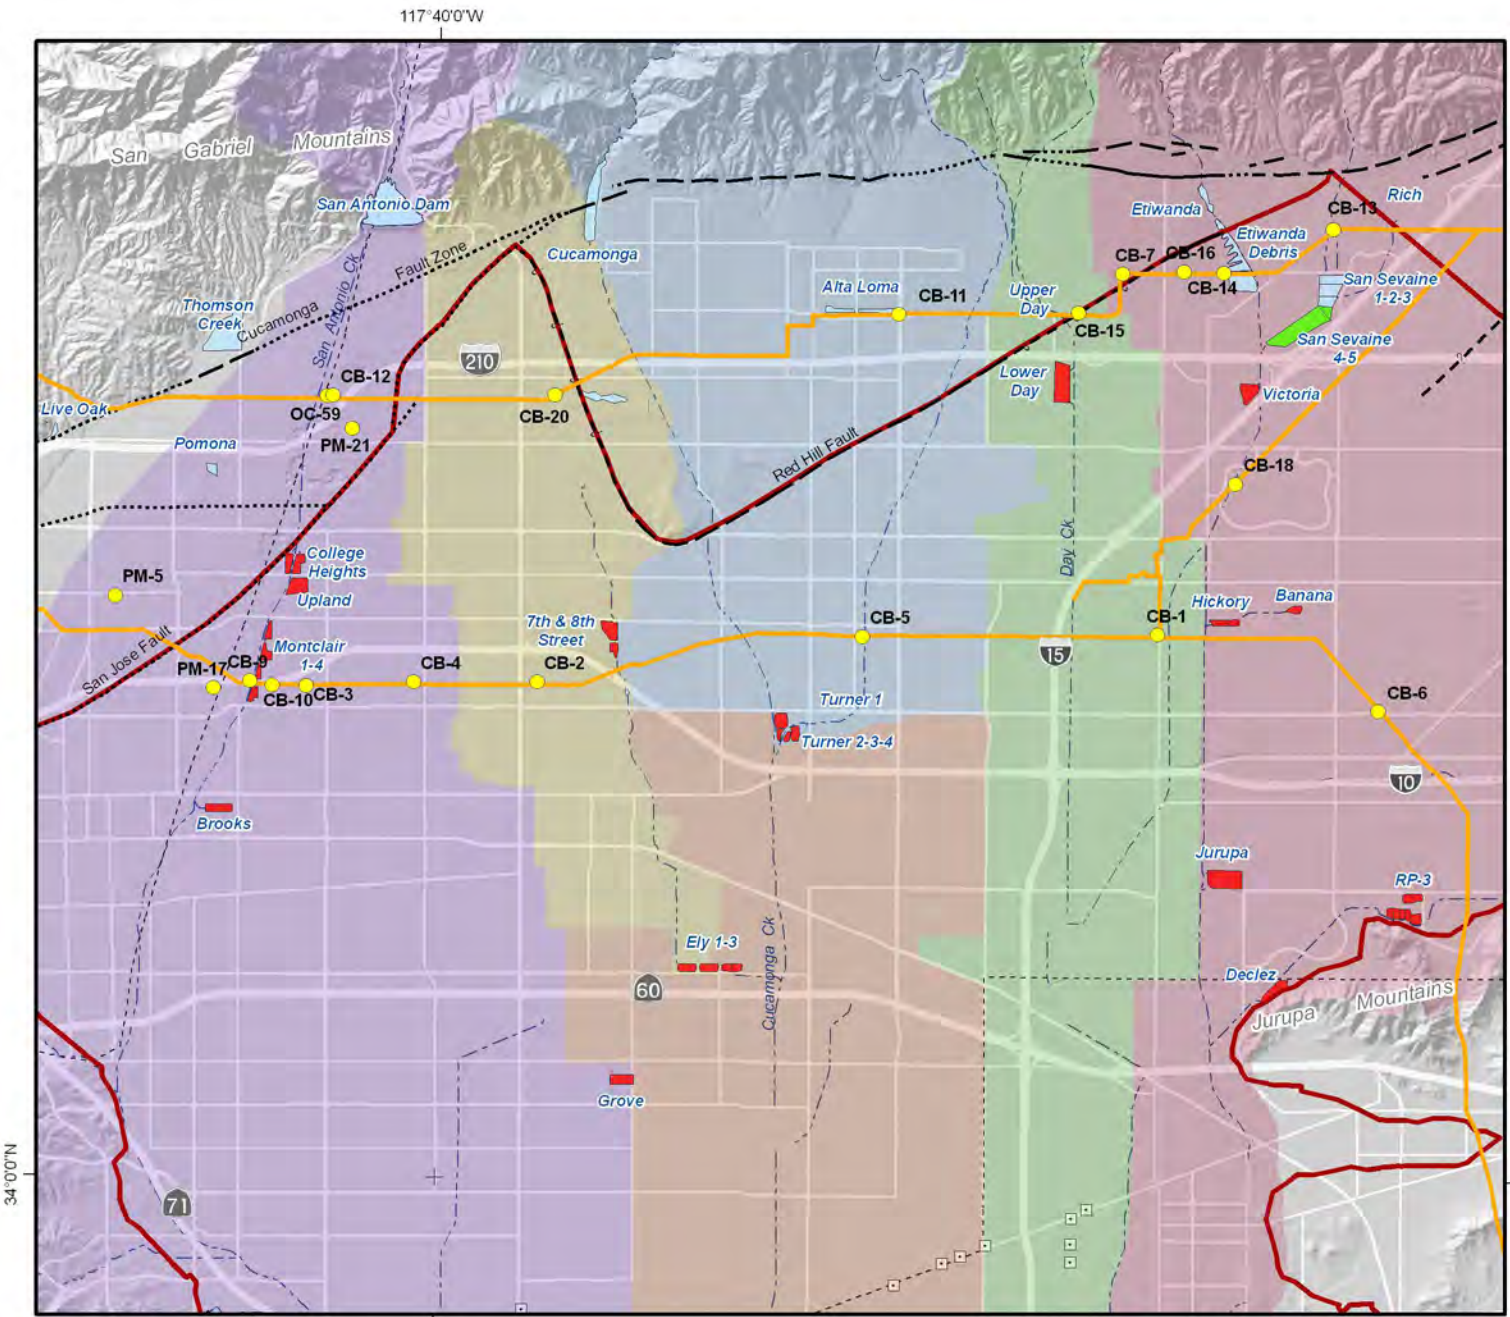 117°40'0"W
San Gabriel Mountains
San Antonio Dam
Etiwanda
Rich
CB-13
Cucamonga
Etiwanda
Debris
Fault Zone
CB-7
CB-16
CB-14
San Sevaine
1-2-3
Thomson
Creek
Cucamonga
San Antonio Ck
Alta Loma
CB-11
Upper
Day
CB-15
San Sevaine
4-5
210
CB-12
Lower
Day
Victoria
Live Oak
OC-59
CB-20
PM-21
Pomona
Red Hill Fault
CB-18
College
Heights
Day Ck
PM-5
Upland
Hickory
Banana
7th & 8th
Street
CB-5
CB-1
San Jose Fault
Montclair
1-4
15
PM-17
CB-9
CB-4
CB-2
CB-10
CB-3
CB-6
Turner 1
Turner 2-3-4
10
Brooks
Jurupa
RP-3
Ely 1-3
Cucamonga Ck
Declez
60
Jurupa Mountains
Grove
34°0'0"N
71